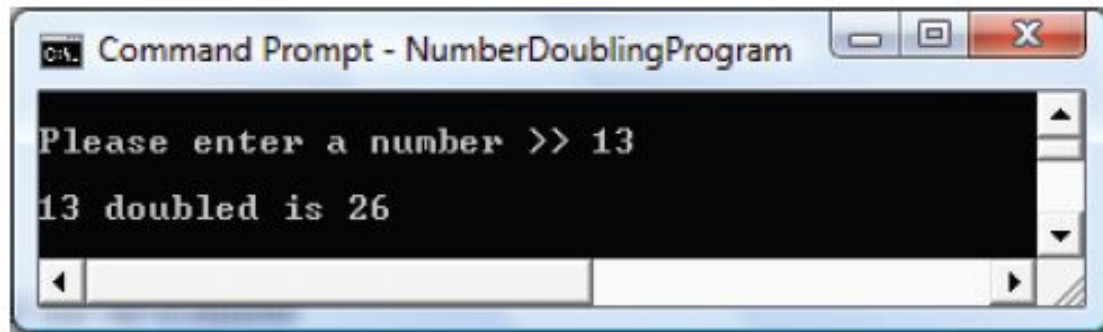 Command Prompt - NumberDoublingProgram
Please enter a number >> 13
13 doubled is 26